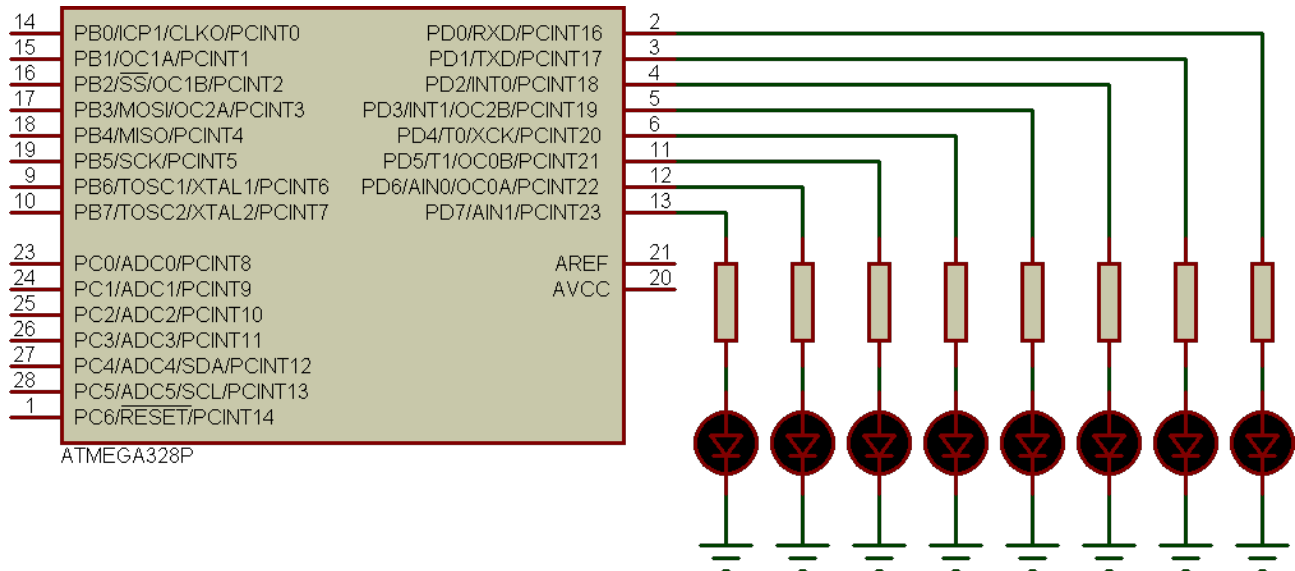 14 PB0/ICP1/CLKO/PCINT0 PD0/RXD/PCINT16 2
15 PB1/OC1A/PCINT1 PD1/TXD/PCINT17 3
16 PB2/SS/OC1B/PCINT2 PD2/INT0/PCINT18 4
17 PB3/MOSI/OC2A/PCINT3 PD3/INT1/OC2B/PCINT19 5
18 PB4/MISO/PCINT4 PD4/T0/XCK/PCINT20 6
19 PB5/SCK/PCINT5 PD5/T1/OC0B/PCINT21 11
9 PB6/TOSC1/XTAL1/PCINT6 PD6/AIN0/OC0A/PCINT22 12
10 PB7/TOSC2/XTAL2/PCINT7 PD7/AIN1/PCINT23 13
23 PC0/ADC0/PCINT8 AREF 21
24 PC1/ADC1/PCINT9 AVCC 20
25 PC2/ADC2/PCINT10
26 PC3/ADC3/PCINT11
27 PC4/ADC4/SDA/PCINT12
28 PC5/ADC5/SCL/PCINT13
1 PC6/RESET/PCINT14
ATMEGA328P